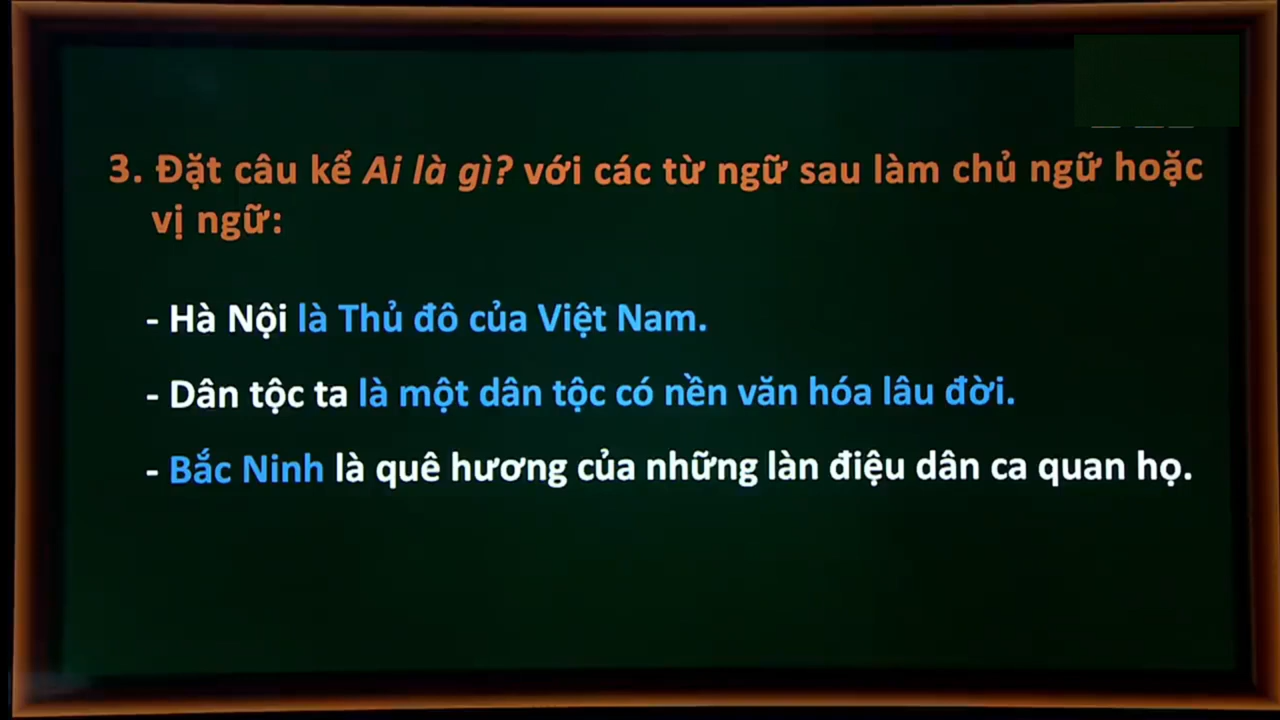 3. Đặt câu kể Ai là gì? với các từ ngữ sau làm chủ ngữ hoặc
vị ngữ:
- Hà Nội là Thủ đô của Việt Nam.
- Dân tộc ta là một dân tộc có nền văn hóa lâu đời.
- Bắc Ninh là quê hương của những làn điệu dân ca quan họ.